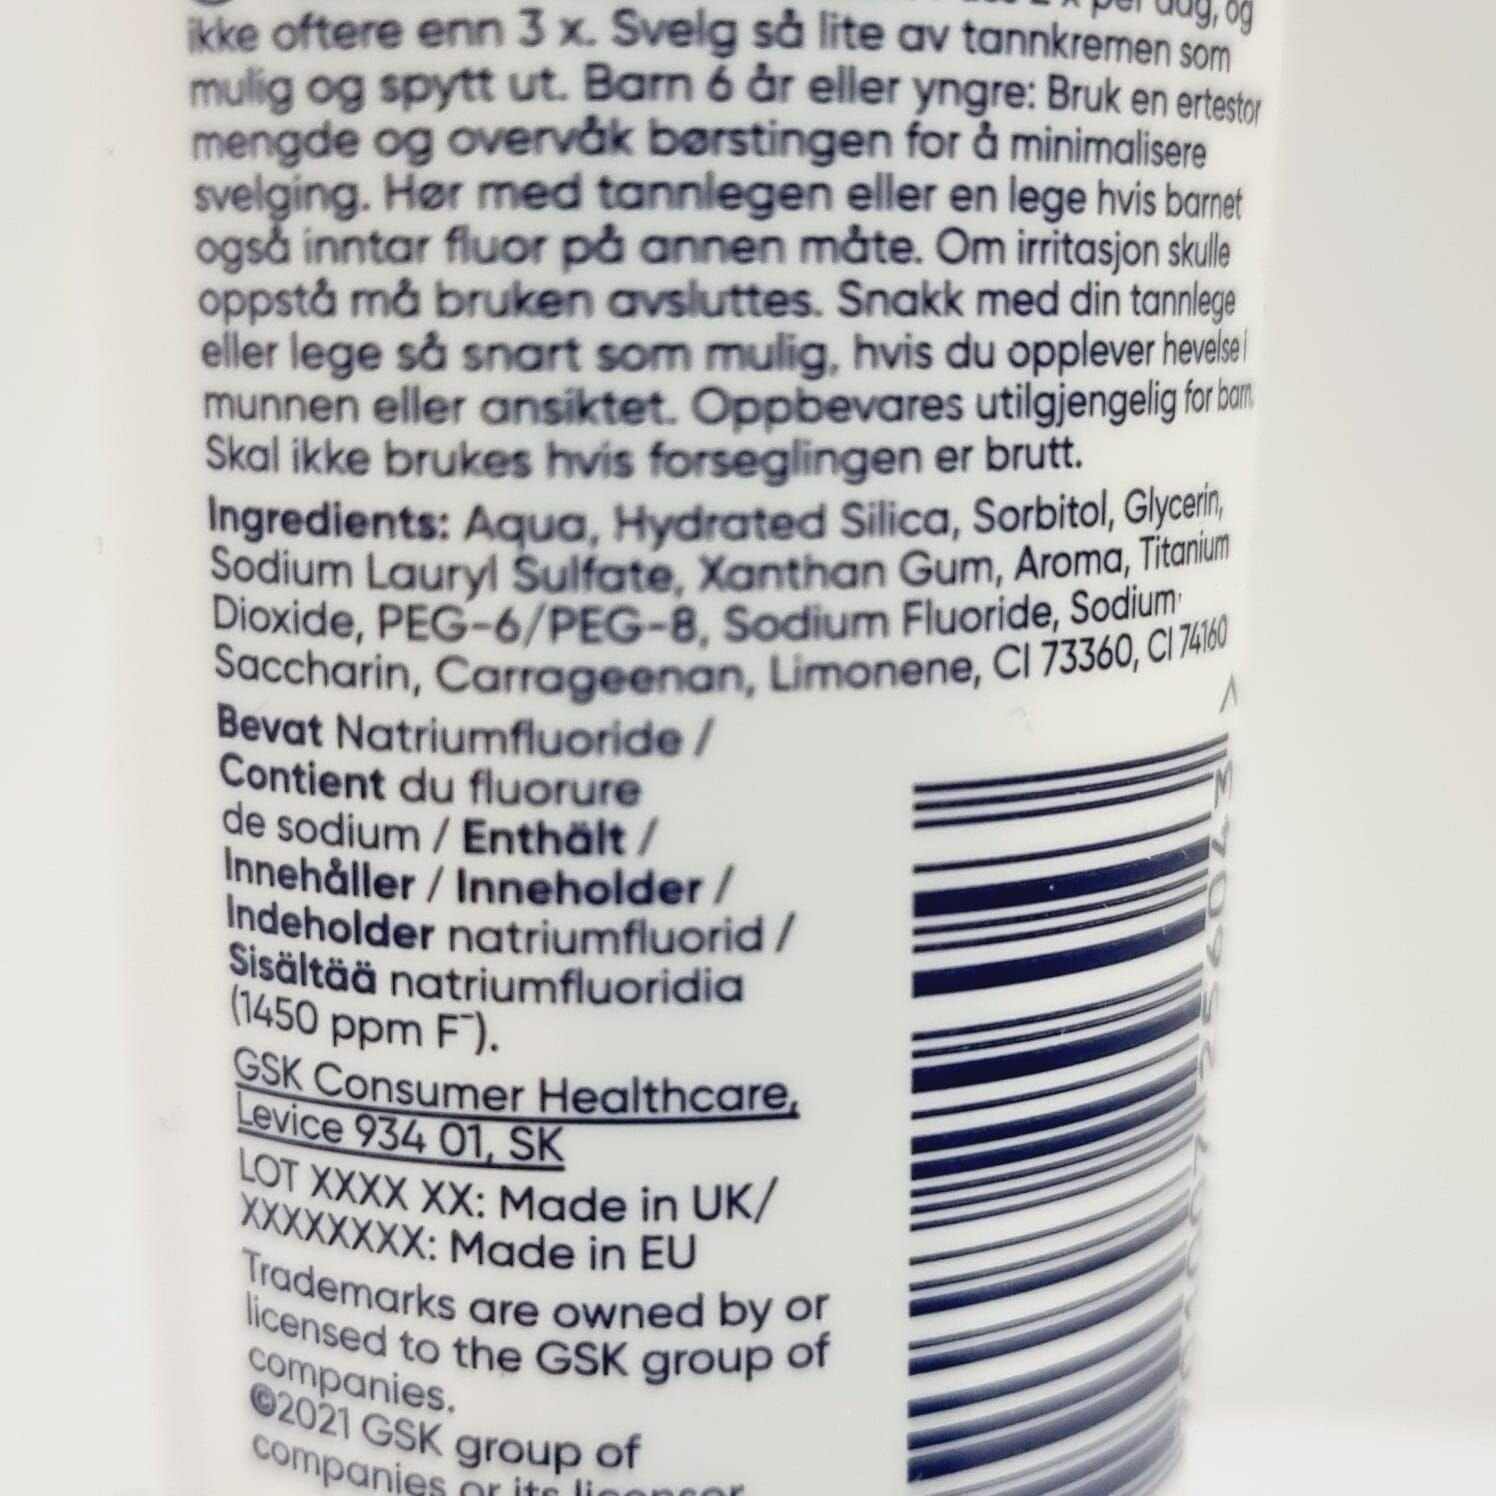 2 x per dag, og
ikke oftere enn 3 x. Svelg så lite av tannkremen som
mulig og spytt ut. Barn 6 år eller yngre: Bruk en ertestor
mengde og overvåk børstingen for å minimalisere
svelging. Hør med tannlegen eller en lege hvis barnet
også inntar fluor på annen måte. Om irritasjon skulle
oppstå må bruken avsluttes. Snakk med din tannlege
eller lege så snart som mulig, hvis du opplever hevelse i
munnen eller ansiktet. Oppbevares utilgjengelig for barn.
Skal ikke brukes hvis forseglingen er brutt.
Ingredients: Aqua, Hydrated Silica, Sorbitol, Glycerin,
Sodium Lauryl Sulfate, Xanthan Gum, Aroma, Titanium
Dioxide, PEG-6/PEG-8, Sodium Fluoride, Sodium
Saccharin, Carrageenan, Limonene, CI 73360, CI 74160
Bevat Natriumfluoride /
Contient du fluorure
de sodium / Enthält /
Innehåller / Inneholder /
Indeholder natriumfluorid /
Sisältää natriumfluoridia
(1450 ppm F⁻).
GSK Consumer Healthcare,
Levice 934 01, SK
LOT XXXX XX: Made in UK/
XXXXXXXX: Made in EU
Trademarks are owned by or
licensed to the GSK group of
companies.
©2021 GSK group of
companies or its licensor